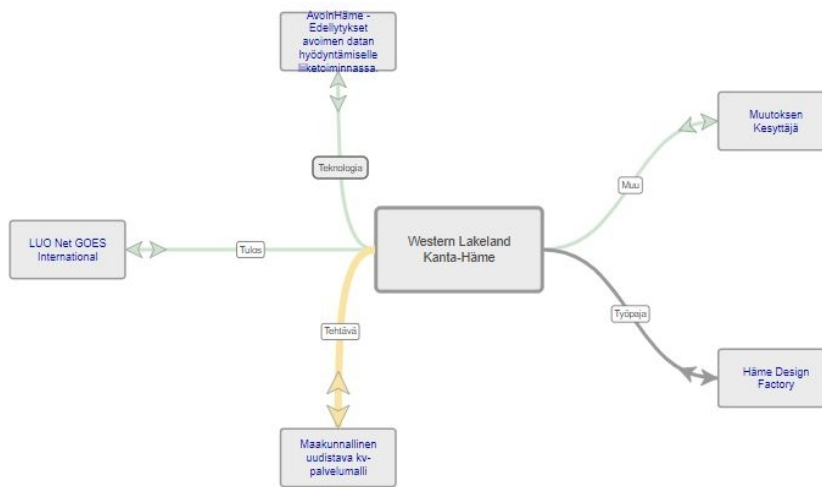 AvoinHäme -
Edellytykset
avoimen datan
hyödyntämiselle
liiketoiminnassa.
Muutoksen
Kesyttäjä
Teknologia
Muu
Western Lakeland
Kanta-Häme
LUO Net GOES
International
Tulos
Tehtävä
Työpaja
Häme Design
Factory
Maakunnallinen
uudistava kv-
palvelumalli